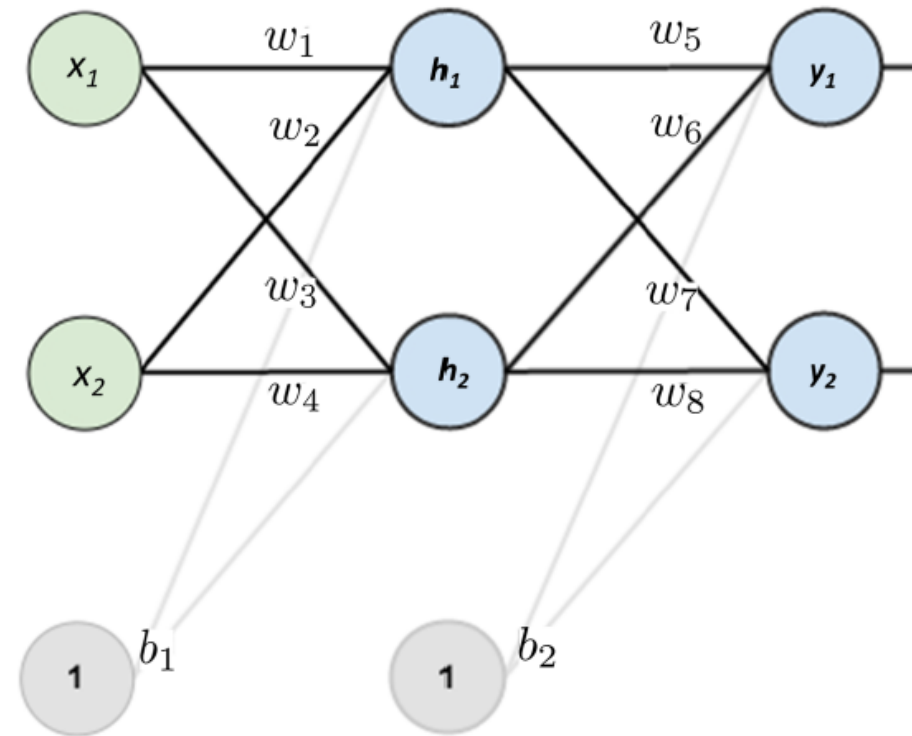 w₁ w₅
x₁ h₁ y₁
w₂ w₆
w₃ w₇
x₂ h₂ y₂
w₄ w₈
b₁ b₂
1 1